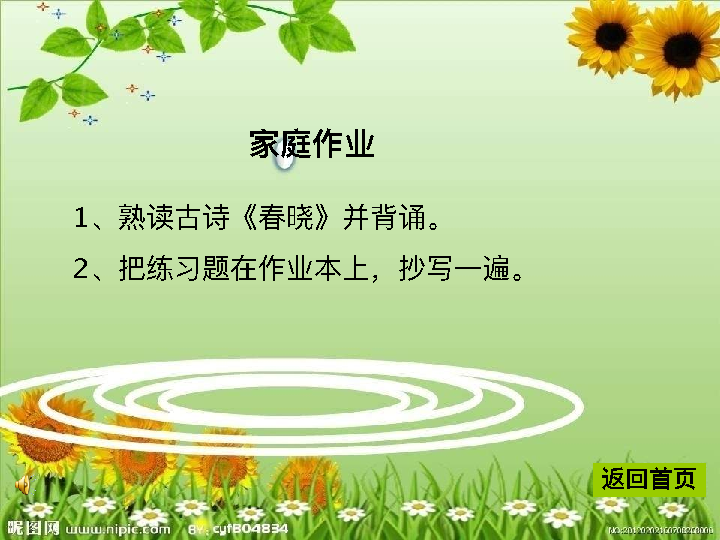 家庭作业
1、熟读古诗《春晓》并背诵。
2、把练习题在作业本上，抄写一遍。
返回首页
昵图网 www.nipic.com BY: cyf804834